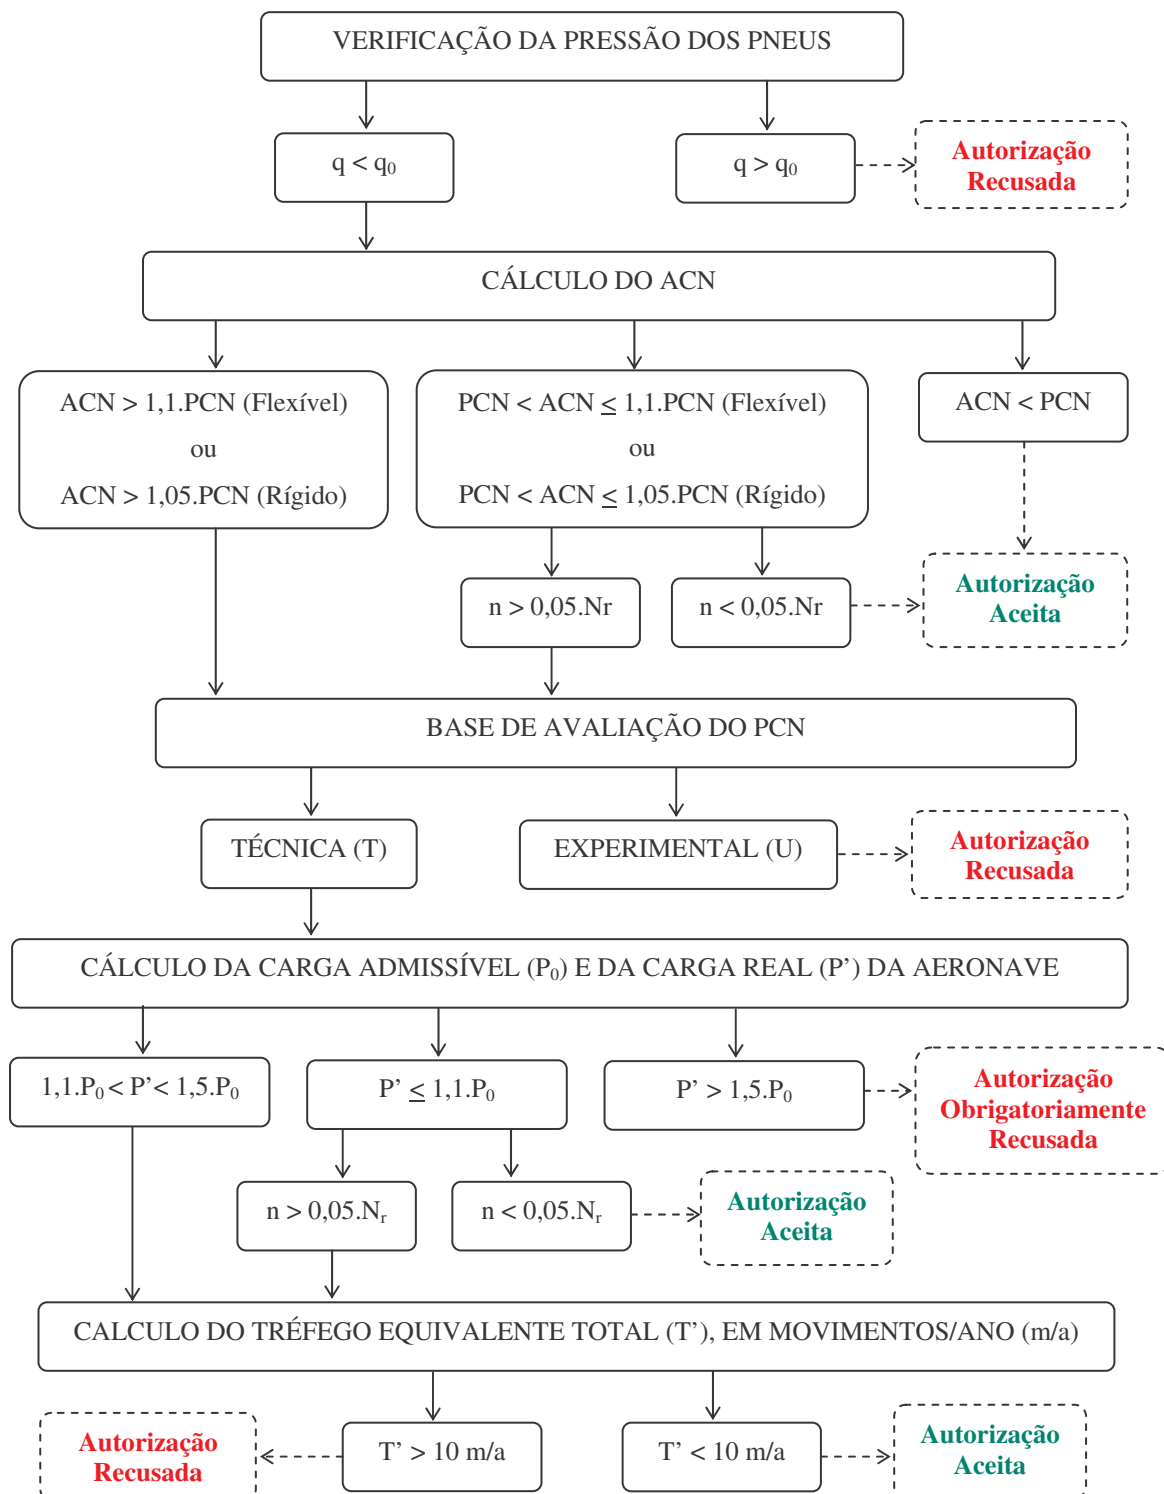 VERIFICAÇÃO DA PRESSÃO DOS PNEUS
q < q0
q > q0
Autorização
Recusada
CÁLCULO DO ACN
ACN > 1,1.PCN (Flexível)
ou
ACN > 1,05.PCN (Rígido)
PCN < ACN ≤ 1,1.PCN (Flexível)
ou
PCN < ACN ≤ 1,05.PCN (Rígido)
ACN < PCN
n > 0,05.Nr
n < 0,05.Nr
Autorização
Aceita
BASE DE AVALIAÇÃO DO PCN
TÉCNICA (T)
EXPERIMENTAL (U)
Autorização
Recusada
CÁLCULO DA CARGA ADMISSÍVEL (P0) E DA CARGA REAL (P’) DA AERONAVE
1,1.P0 < P’ < 1,5.P0
P’ ≤ 1,1.P0
P’ > 1,5.P0
Autorização
Obrigatoriamente
Recusada
n > 0,05.Nr
n < 0,05.Nr
Autorização
Aceita
CALCULO DO TRÉFEGO EQUIVALENTE TOTAL (T’), EM MOVIMENTOS/ANO (m/a)
Autorização
Recusada
T’ > 10 m/a
T’ < 10 m/a
Autorização
Aceita